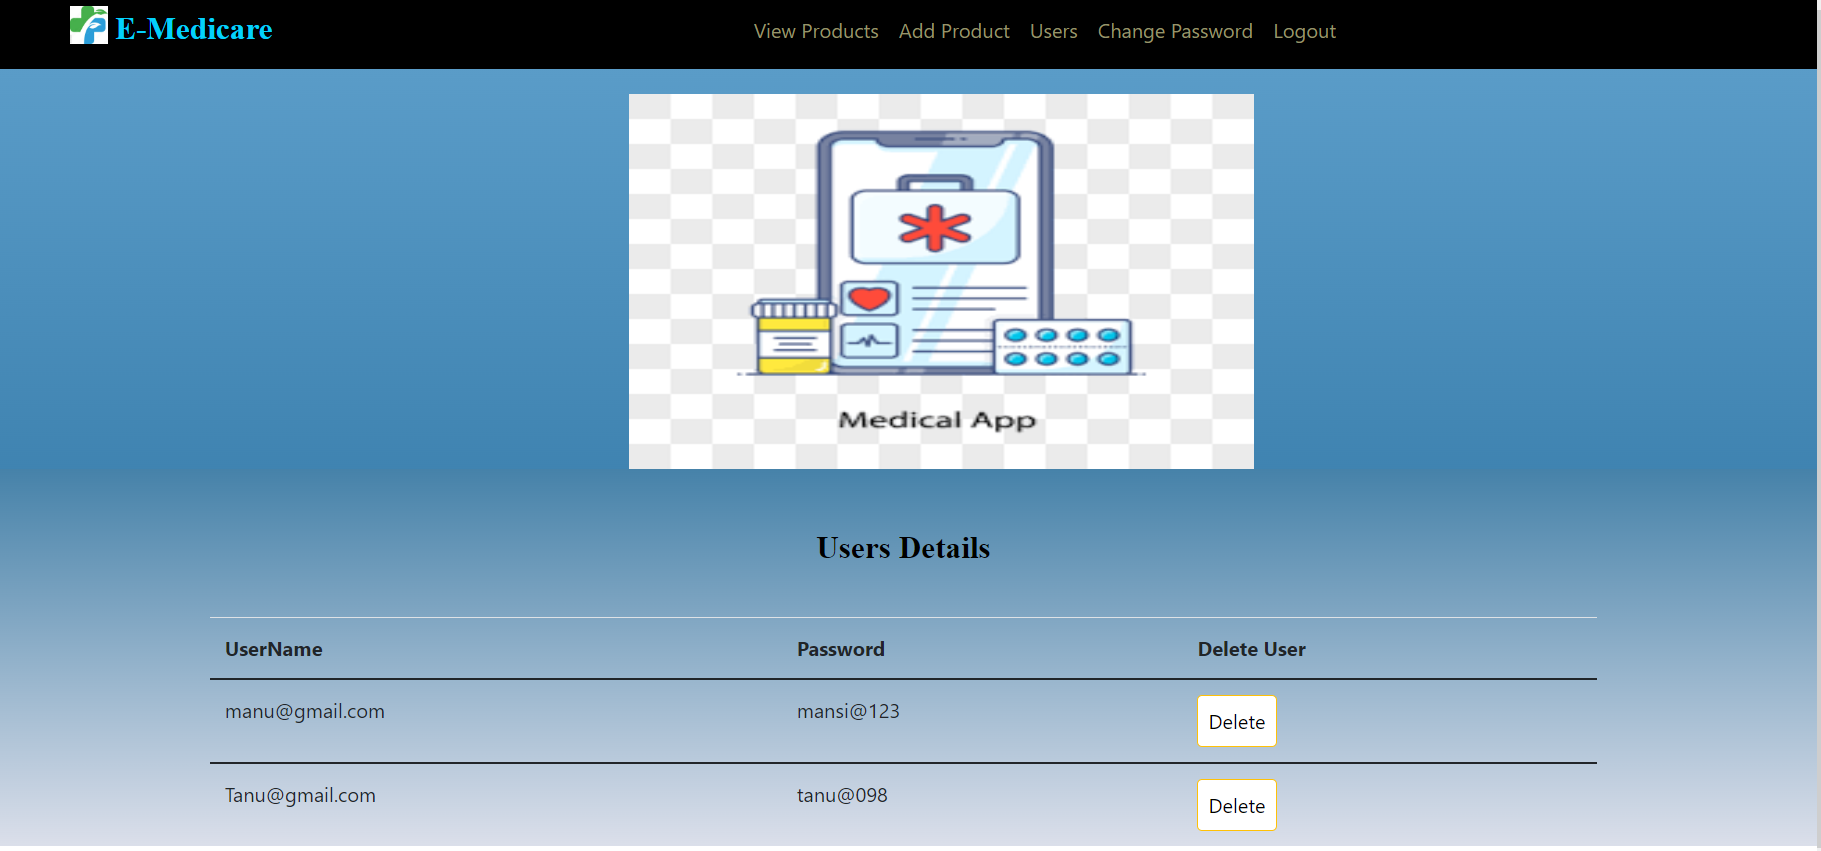 E-Medicare View Products Add Product Users Change Password Logout
Medical App
Users Details
UserName Password Delete User
manu@gmail.com mansi@123 Delete
Tanu@gmail.com tanu@098 Delete